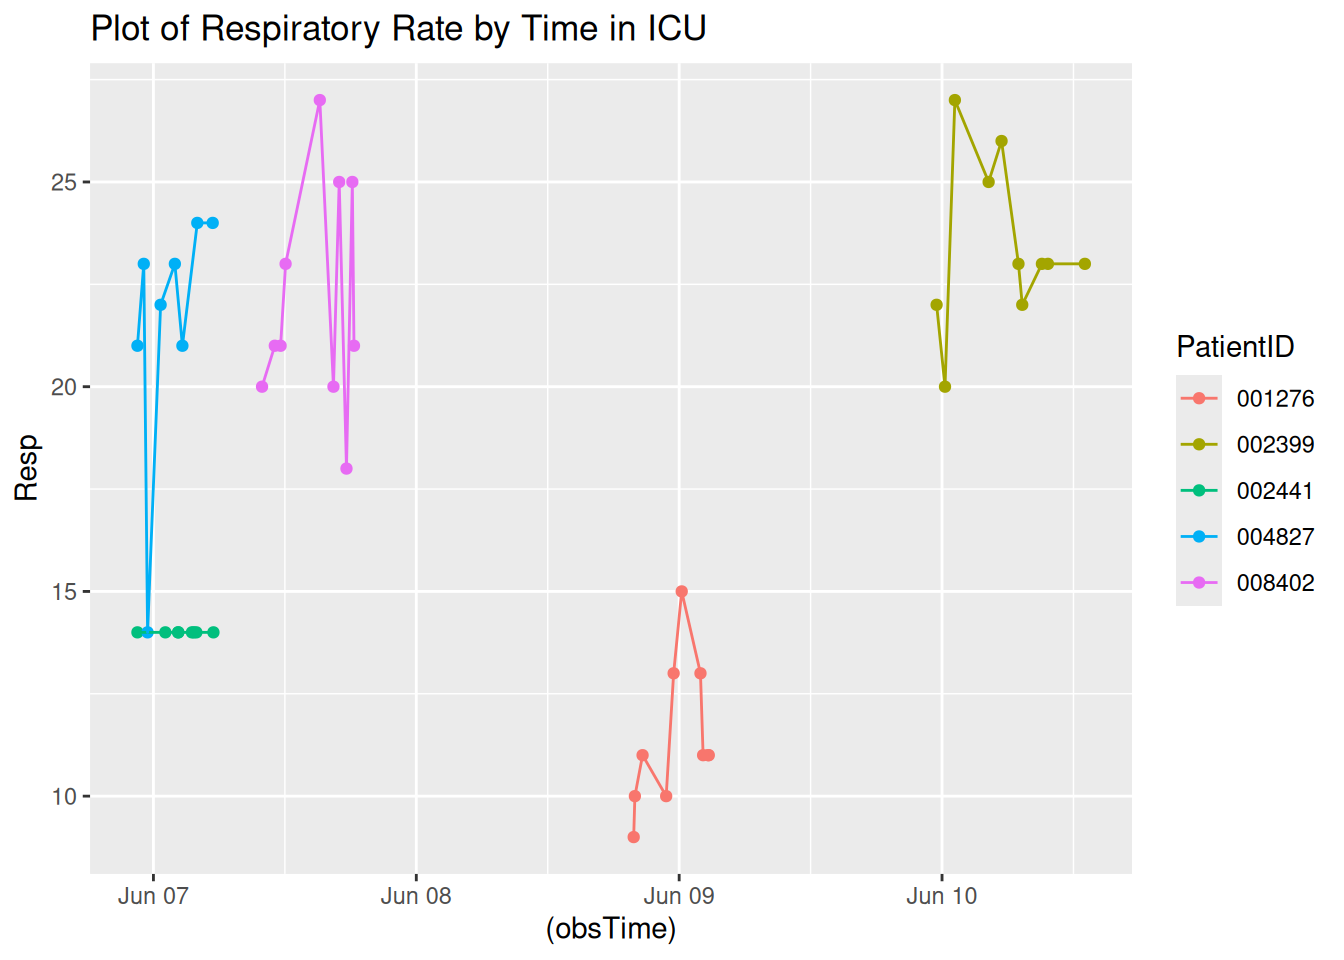 Plot of Respiratory Rate by Time in ICU
Resp
25
20
15
10
Jun 07
Jun 08
Jun 09
Jun 10
(obsTime)
PatientID
001276
002399
002441
004827
008402